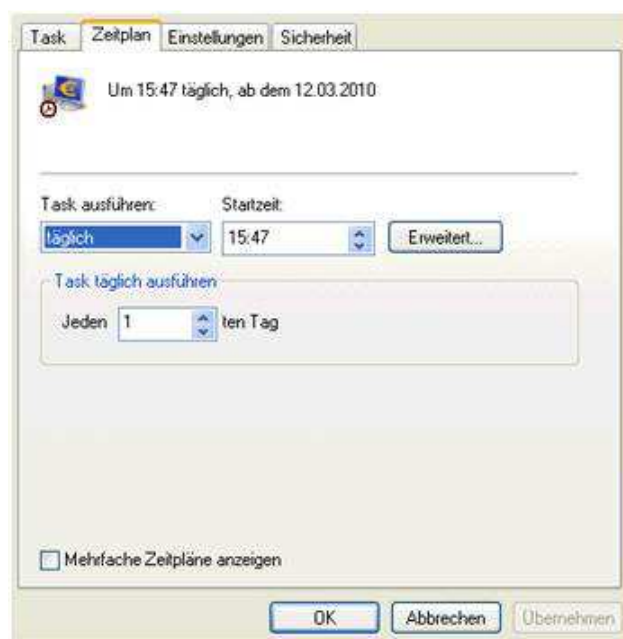 Task Zeitplan Einstellungen Sicherheit
Um 15:47 täglich, ab dem 12.03.2010
Task ausführen: Startzeit:
täglich 15:47 Erweitert...
Task täglich ausführen
Jeden 1 ten Tag
Mehrfache Zeitpläne anzeigen
OK Abbrechen Übernehmen